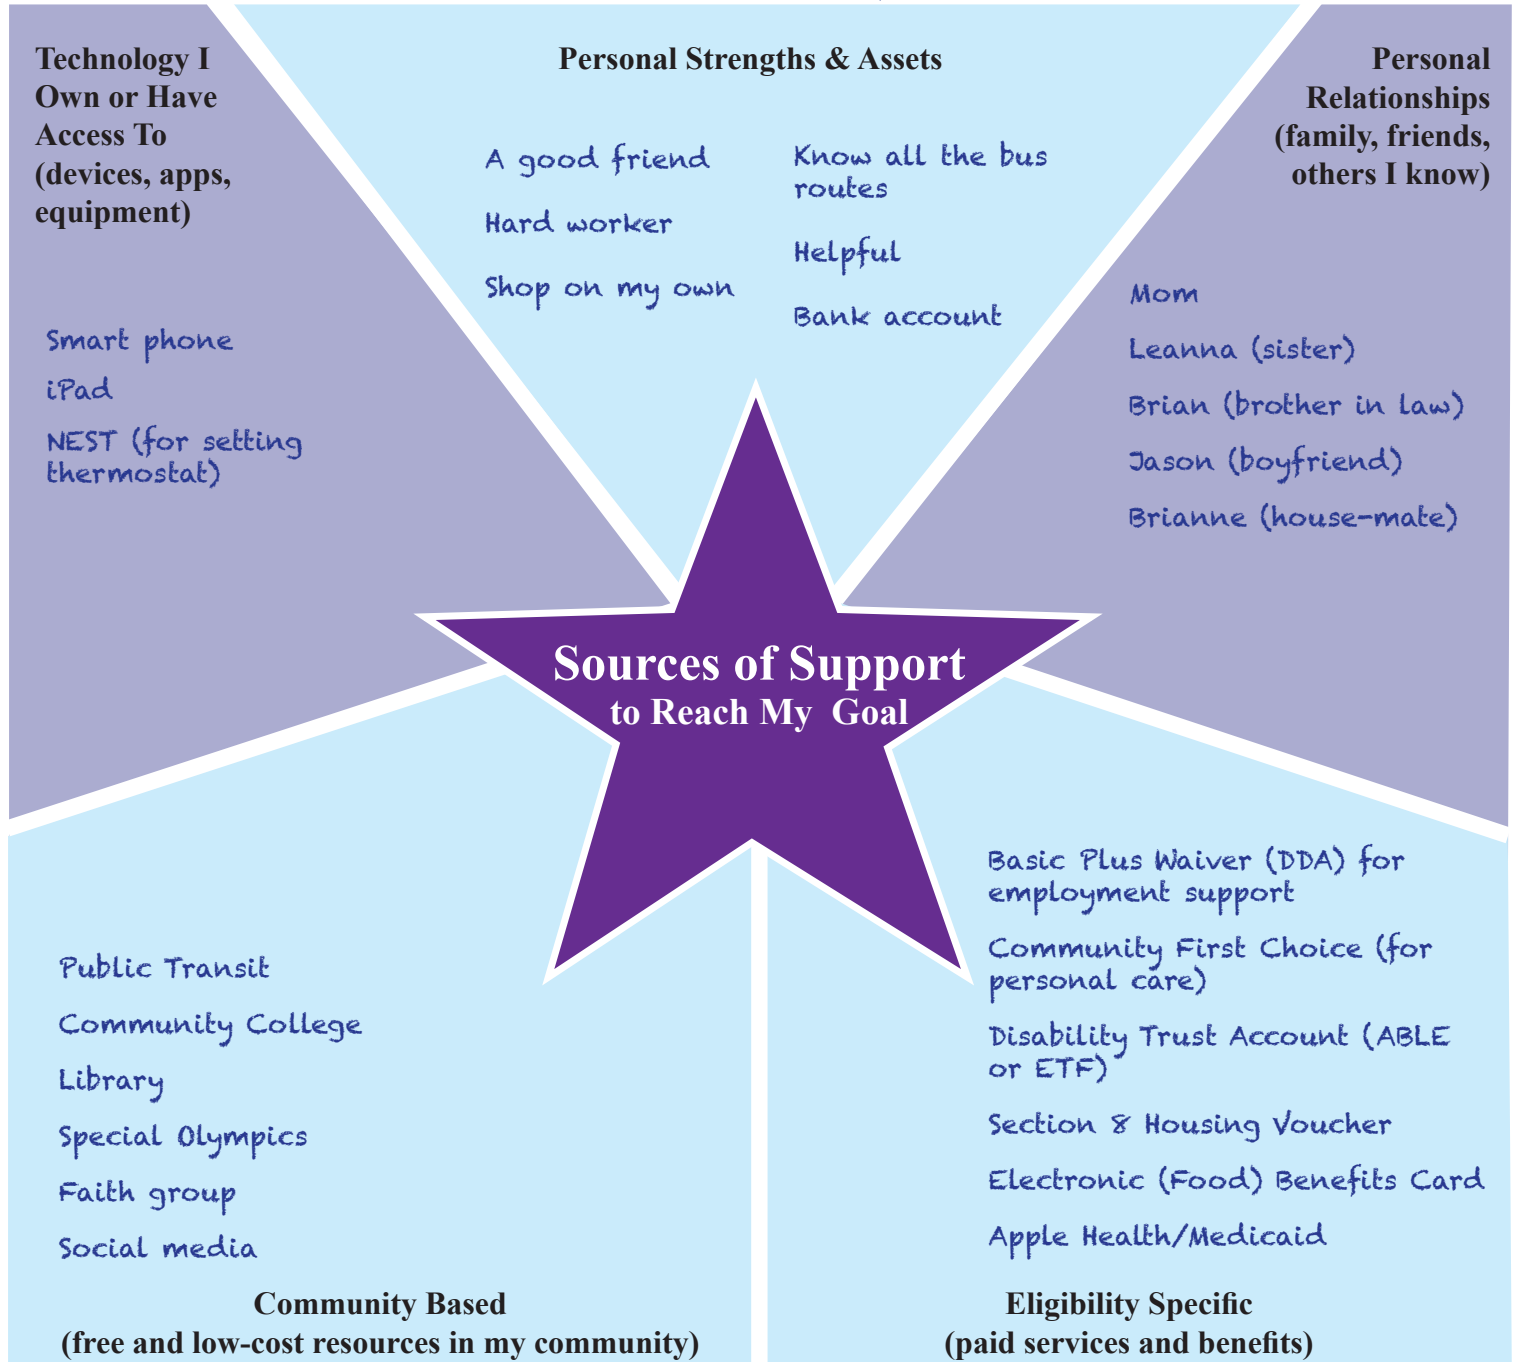 Technology I
Own or Have
Access To
(devices, apps,
equipment)
Smart phone
iPad
NEST (for setting
thermostat)
Personal Strengths & Assets
A good friend
Hard worker
Shop on my own
Know all the bus
routes
Helpful
Bank account
Personal
Relationships
(family, friends,
others I know)
Mom
Leanna (sister)
Brian (brother in law)
Jason (boyfriend)
Brianne (house-mate)
Sources of Support
to Reach My Goal
Public Transit
Community College
Library
Special Olympics
Faith group
Social media
Community Based
(free and low-cost resources in my community)
Basic Plus Waiver (DDA) for
employment support
Community First Choice (for
personal care)
Disability Trust Account (ABLE
or ETF)
Section 8 Housing Voucher
Electronic (Food) Benefits Card
Apple Health/Medicaid
Eligibility Specific
(paid services and benefits)